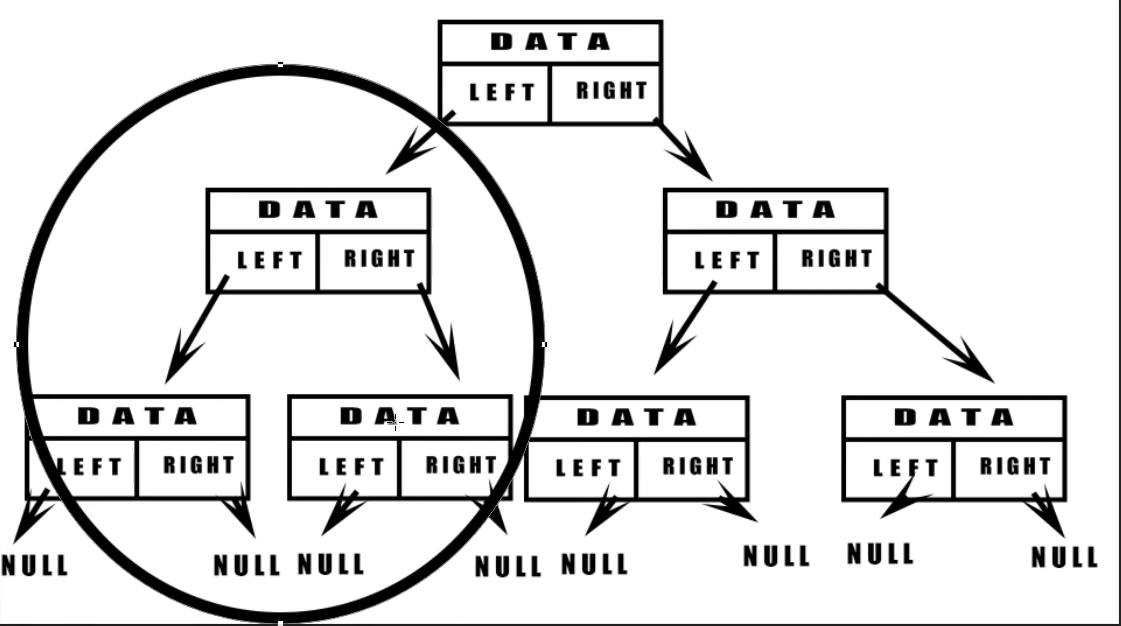 DATA
LEFT RIGHT
DATA DATA
LEFT RIGHT LEFT RIGHT
DATA DATA DATA DATA
LEFT RIGHT LEFT RIGHT LEFT RIGHT LEFT RIGHT
NULL NULL NULL NULL NULL NULL NULL NULL